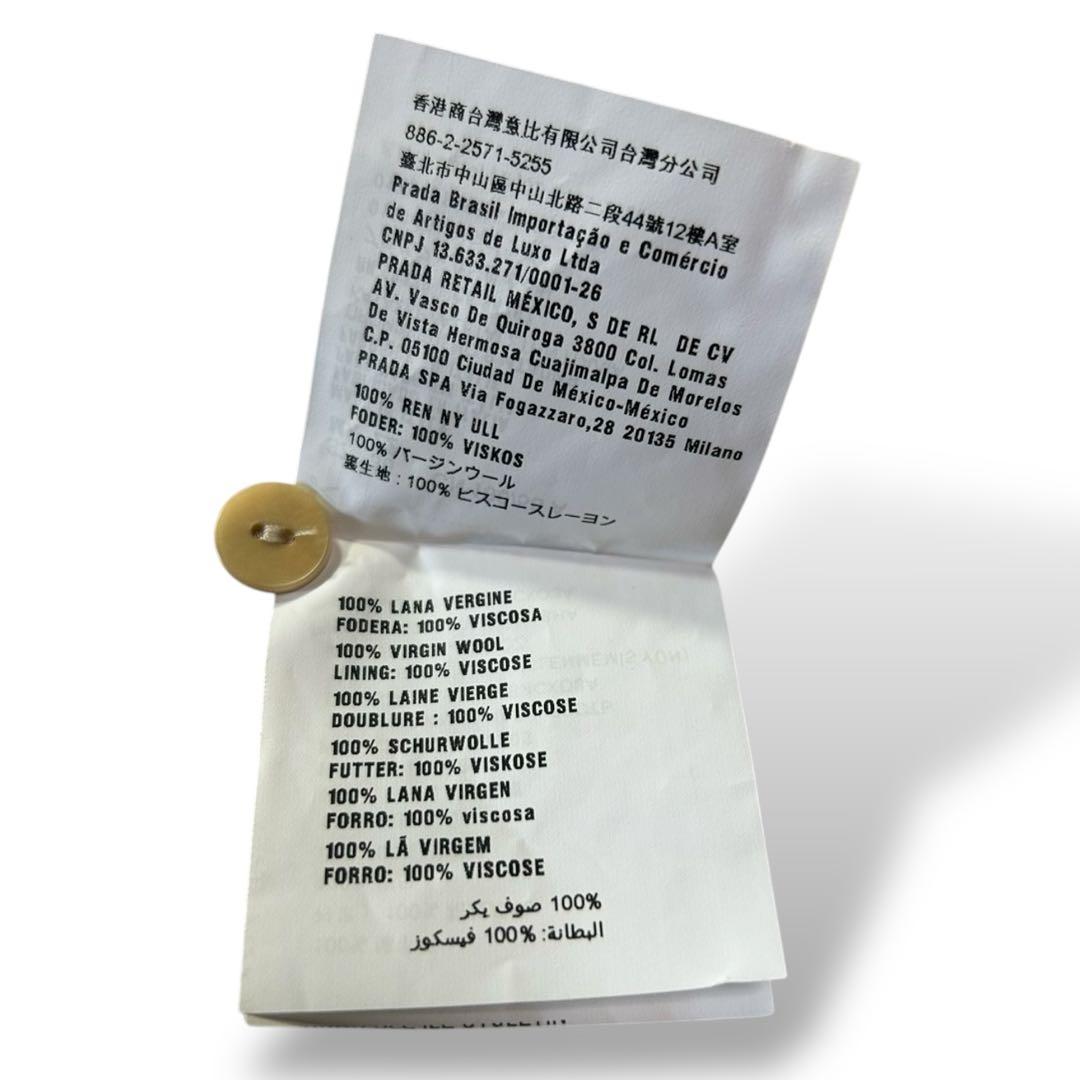 香港商台灣意比有限公司台灣分公司
886-2-2571-5255
臺北市中山區中山北路二段44號12樓A室
Prada Brasil Importação e Comércio
de Artigos de Luxo Ltda
CNPJ 13.633.271/0001-26
PRADA RETAIL MÉXICO, S DE RL DE CV
AV. Vasco De Quiroga 3800 Col. Lomas
De Vista Hermosa Cuajimalpa De Morelos
C.P. 05100 Ciudad De México-México
PRADA SPA Via Fogazzaro,28 20135 Milano
100% REN NY ULL
FODER: 100% VISKOS
100% バージンウール
裏生地 : 100% ビスコースレーヨン
100% LANA VERGINE
FODERA: 100% VISCOSA
100% VIRGIN WOOL
LINING: 100% VISCOSE
100% LAINE VIERGE
DOUBLURE : 100% VISCOSE
100% SCHURWOLLE
FUTTER: 100% VISKOSE
100% LANA VIRGEN
FORRO: 100% viscosa
100% LÃ VIRGEM
FORRO: 100% VISCOSE
100% صوف بكر
البطانة: 100% فيسكوز